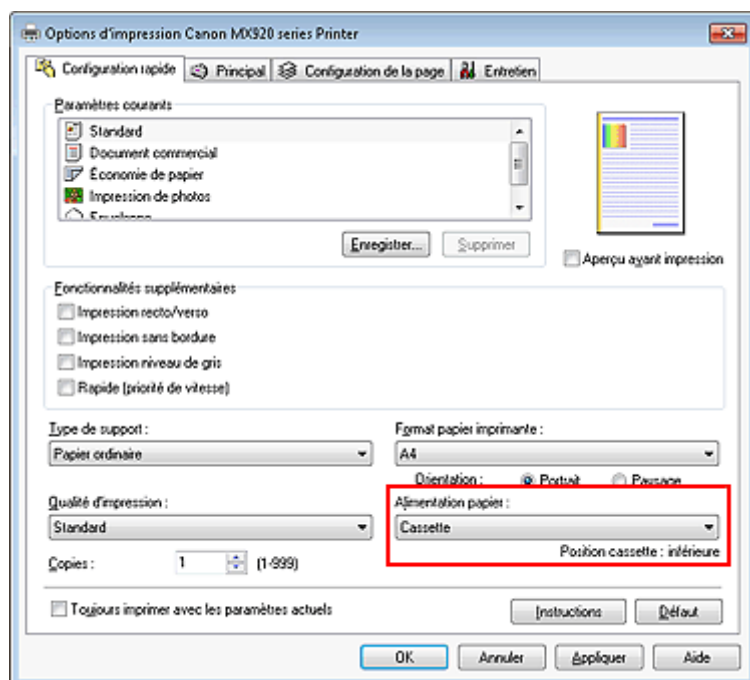 Options d'impression Canon MX920 series Printer
Configuration rapide Principal Configuration de la page Entretien
Paramètres courants
Standard
Document commercial
Économie de papier
Impression de photos
Enveloppe
Enregistrer... Supprimer
Aperçu avant impression
Fonctionnalités supplémentaires
Impression recto/verso
Impression sans bordure
Impression niveau de gris
Rapide (priorité de vitesse)
Type de support : Format papier imprimante :
Papier ordinaire A4
Orientation : Portrait Paysage
Qualité d'impression : Alimentation papier :
Standard Cassette
Position cassette : inférieure
Copies : 1 (1-999)
Toujours imprimer avec les paramètres actuels Instructions Défaut
OK Annuler Appliquer Aide